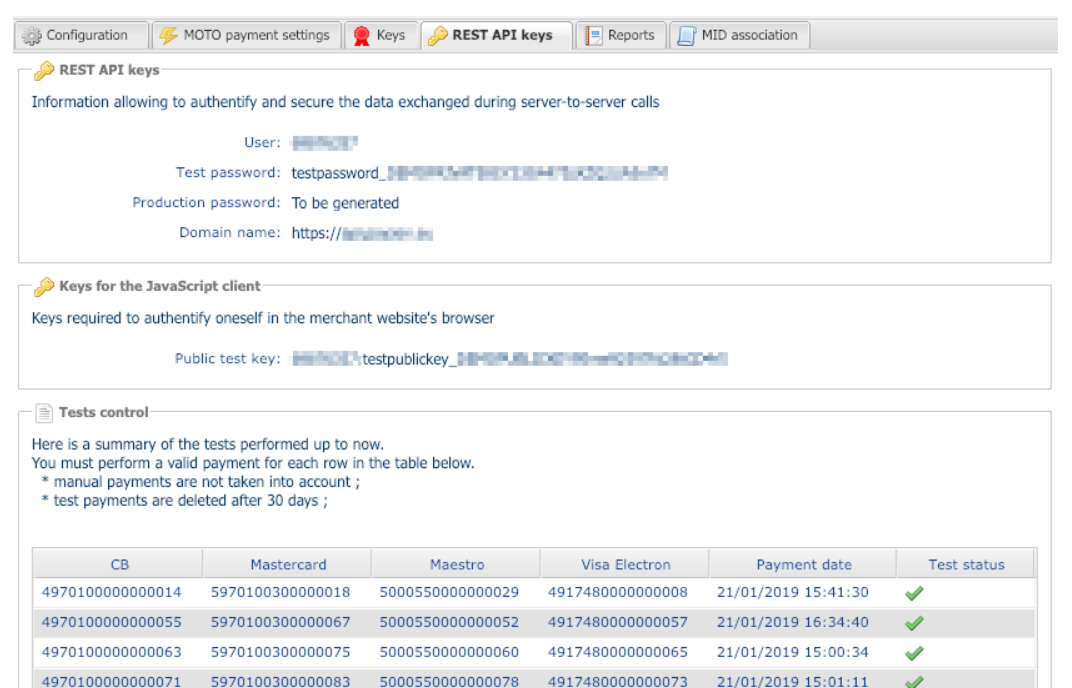 Configuration MOTO payment settings Keys REST API keys Reports MID association
REST API keys
Information allowing to authentify and secure the data exchanged during server-to-server calls
User:
Test password: testpassword_
Production password: To be generated
Domain name: https://
Keys for the JavaScript client
Keys required to authentify oneself in the merchant website's browser
Public test key: :testpublickey_
Tests control
Here is a summary of the tests performed up to now.
You must perform a valid payment for each row in the table below.
* manual payments are not taken into account ;
* test payments are deleted after 30 days ;
CB Mastercard Maestro Visa Electron Payment date Test status
4970100000000014 5970100300000018 5000550000000029 4917480000000008 21/01/2019 15:41:30
4970100000000055 5970100300000067 5000550000000052 4917480000000057 21/01/2019 16:34:40
4970100000000063 5970100300000075 5000550000000060 4917480000000065 21/01/2019 15:00:34
4970100000000071 5970100300000083 5000550000000078 4917480000000073 21/01/2019 15:01:11